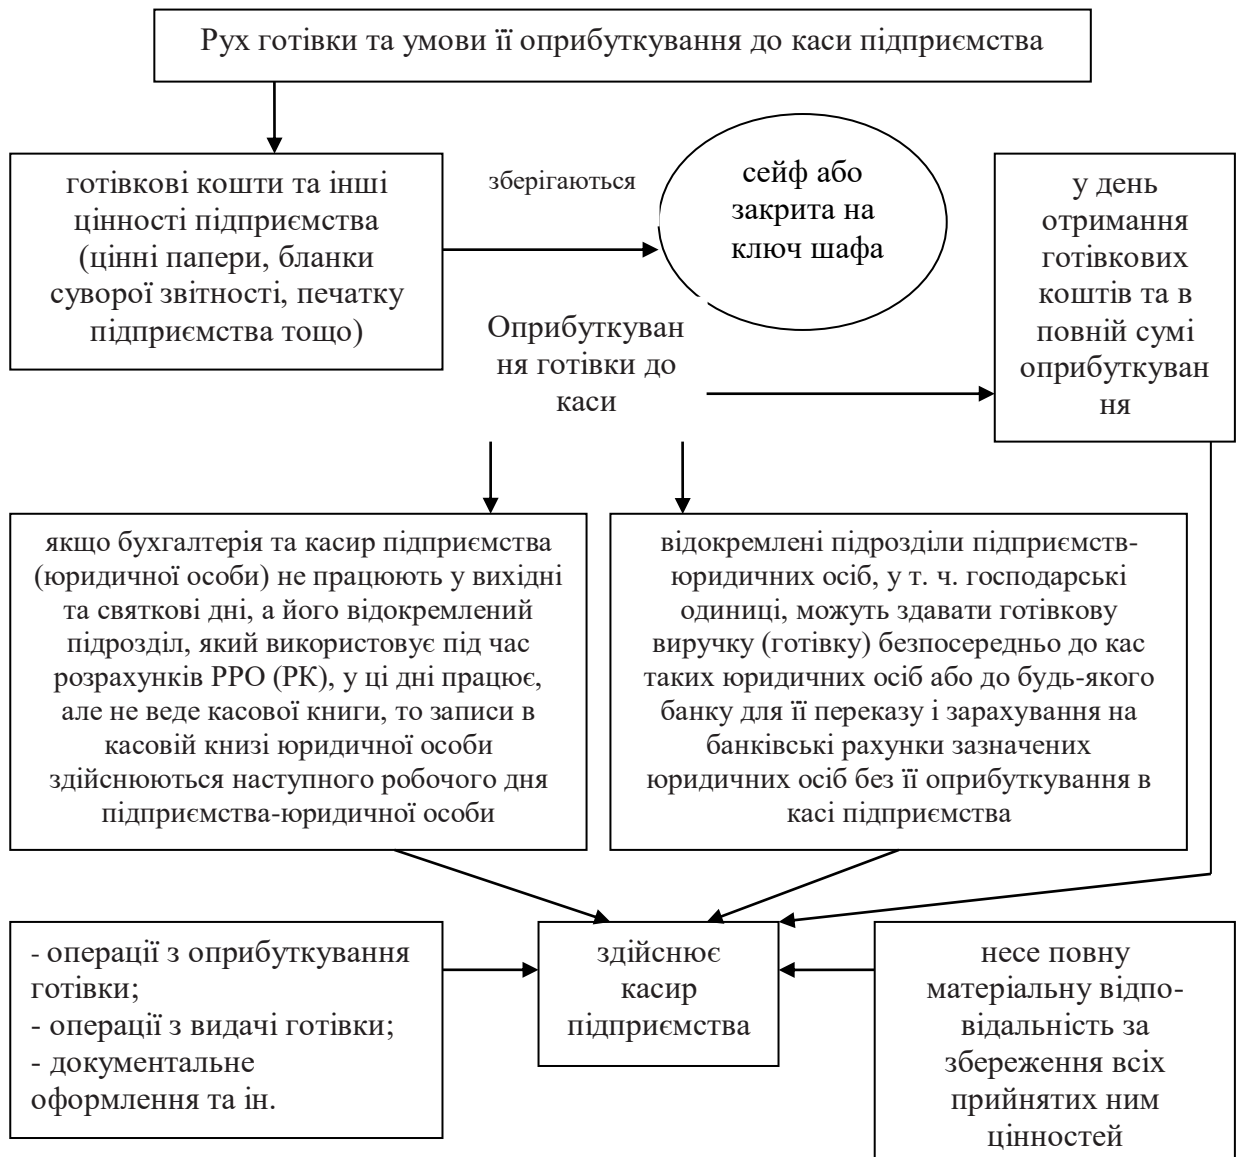 Рух готівки та умови її оприбуткування до каси підприємства
готівкові кошти та інші
цінності підприємства
(цінні папери, бланки
суворої звітності, печатку
підприємства тощо)
зберігаються
сейф або
закрита на
ключ шафа
у день
отримання
готівкових
коштів та в
повній сумі
оприбуткуван
ня
Оприбуткуван
ня готівки до
каси
якщо бухгалтерія та касир підприємства
(юридичної особи) не працюють у вихідні
та святкові дні, а його відокремлений
підрозділ, який використовує під час
розрахунків РРО (РК), у ці дні працює,
але не веде касової книги, то записи в
касовій книзі юридичної особи
здійснюються наступного робочого дня
підприємства-юридичної особи
відокремлені підрозділи підприємств-
юридичних осіб, у т. ч. господарські
одиниці, можуть здавати готівкову
виручку (готівку) безпосередньо до кас
таких юридичних осіб або до будь-якого
банку для її переказу і зарахування на
банківські рахунки зазначених
юридичних осіб без її оприбуткування в
касі підприємства
- операції з оприбуткування
готівки;
- операції з видачі готівки;
- документальне
оформлення та ін.
здійснює
касир
підприємства
несе повну
матеріальну відпо-
відальність за
збереження всіх
прийнятих ним
цінностей